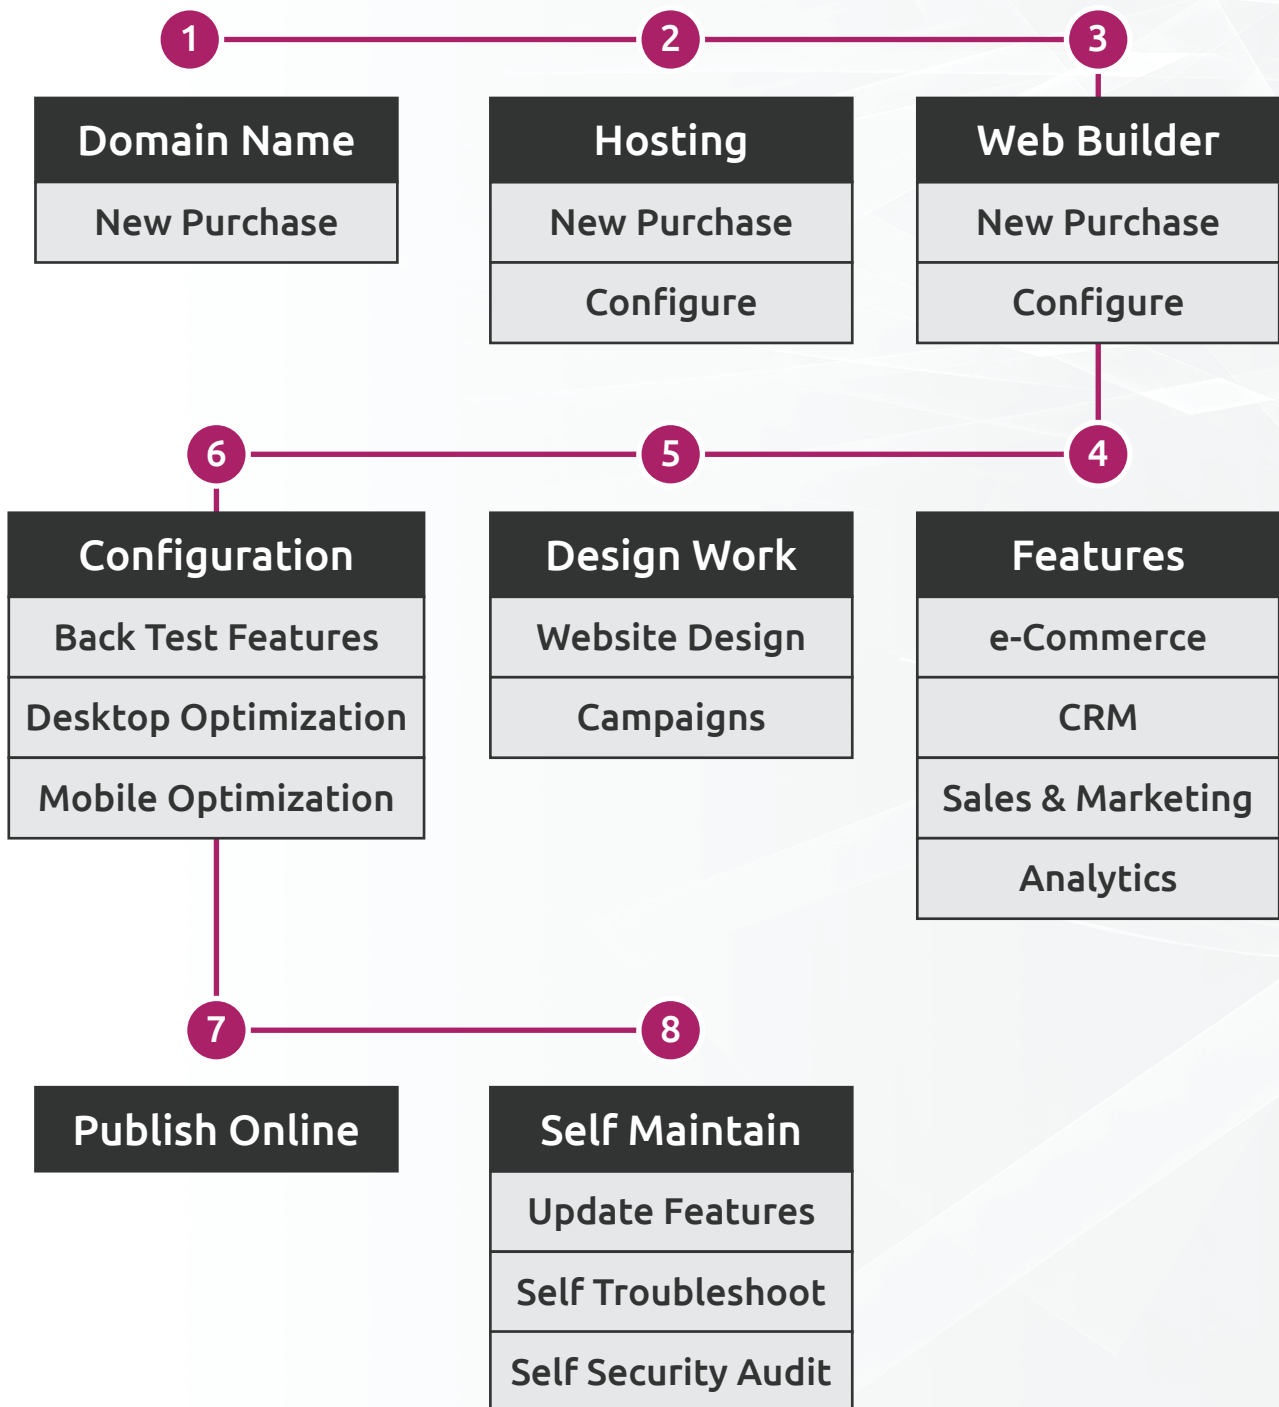 1
2
3
Domain Name
New Purchase
Hosting
New Purchase
Configure
Web Builder
New Purchase
Configure
4
5
6
Features
e-Commerce
CRM
Sales & Marketing
Analytics
Design Work
Website Design
Campaigns
Configuration
Back Test Features
Desktop Optimization
Mobile Optimization
7
8
Publish Online
Self Maintain
Update Features
Self Troubleshoot
Self Security Audit